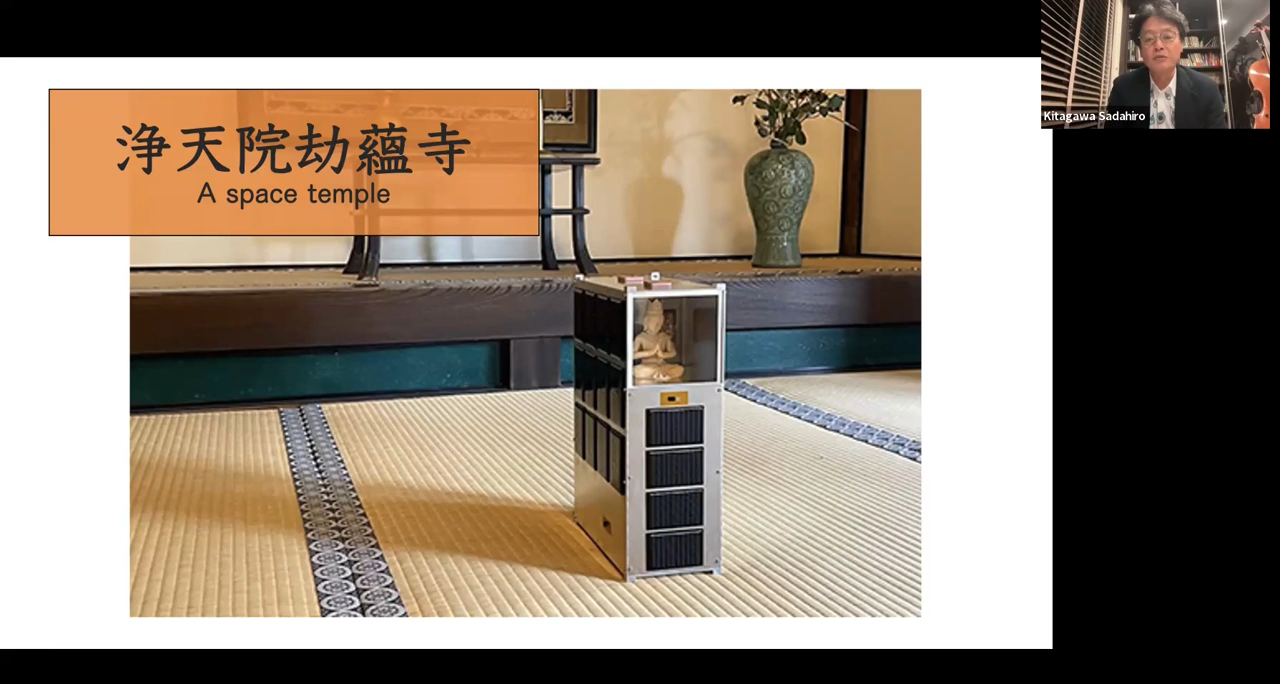 浄天院劫蘊寺
A space temple
Kitagawa Sadahiro